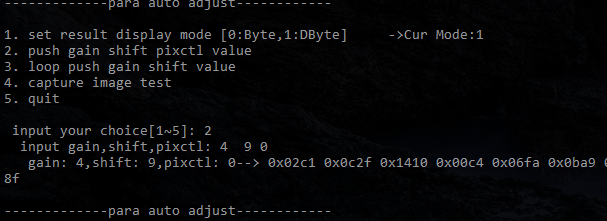 -------------para auto adjust------------
1. set result display mode [0:Byte,1:DByte]     ->Cur Mode:1
2. push gain shift pixctl value
3. loop push gain shift value
4. capture image test
5. quit
 input your choice[1~5]: 2
  input gain,shift,pixctl: 4  9 0
   gain: 4,shift: 9,pixctl: 0--> 0x02c1 0x0c2f 0x1410 0x00c4 0x06fa 0x0ba9
8f
-------------para auto adjust------------